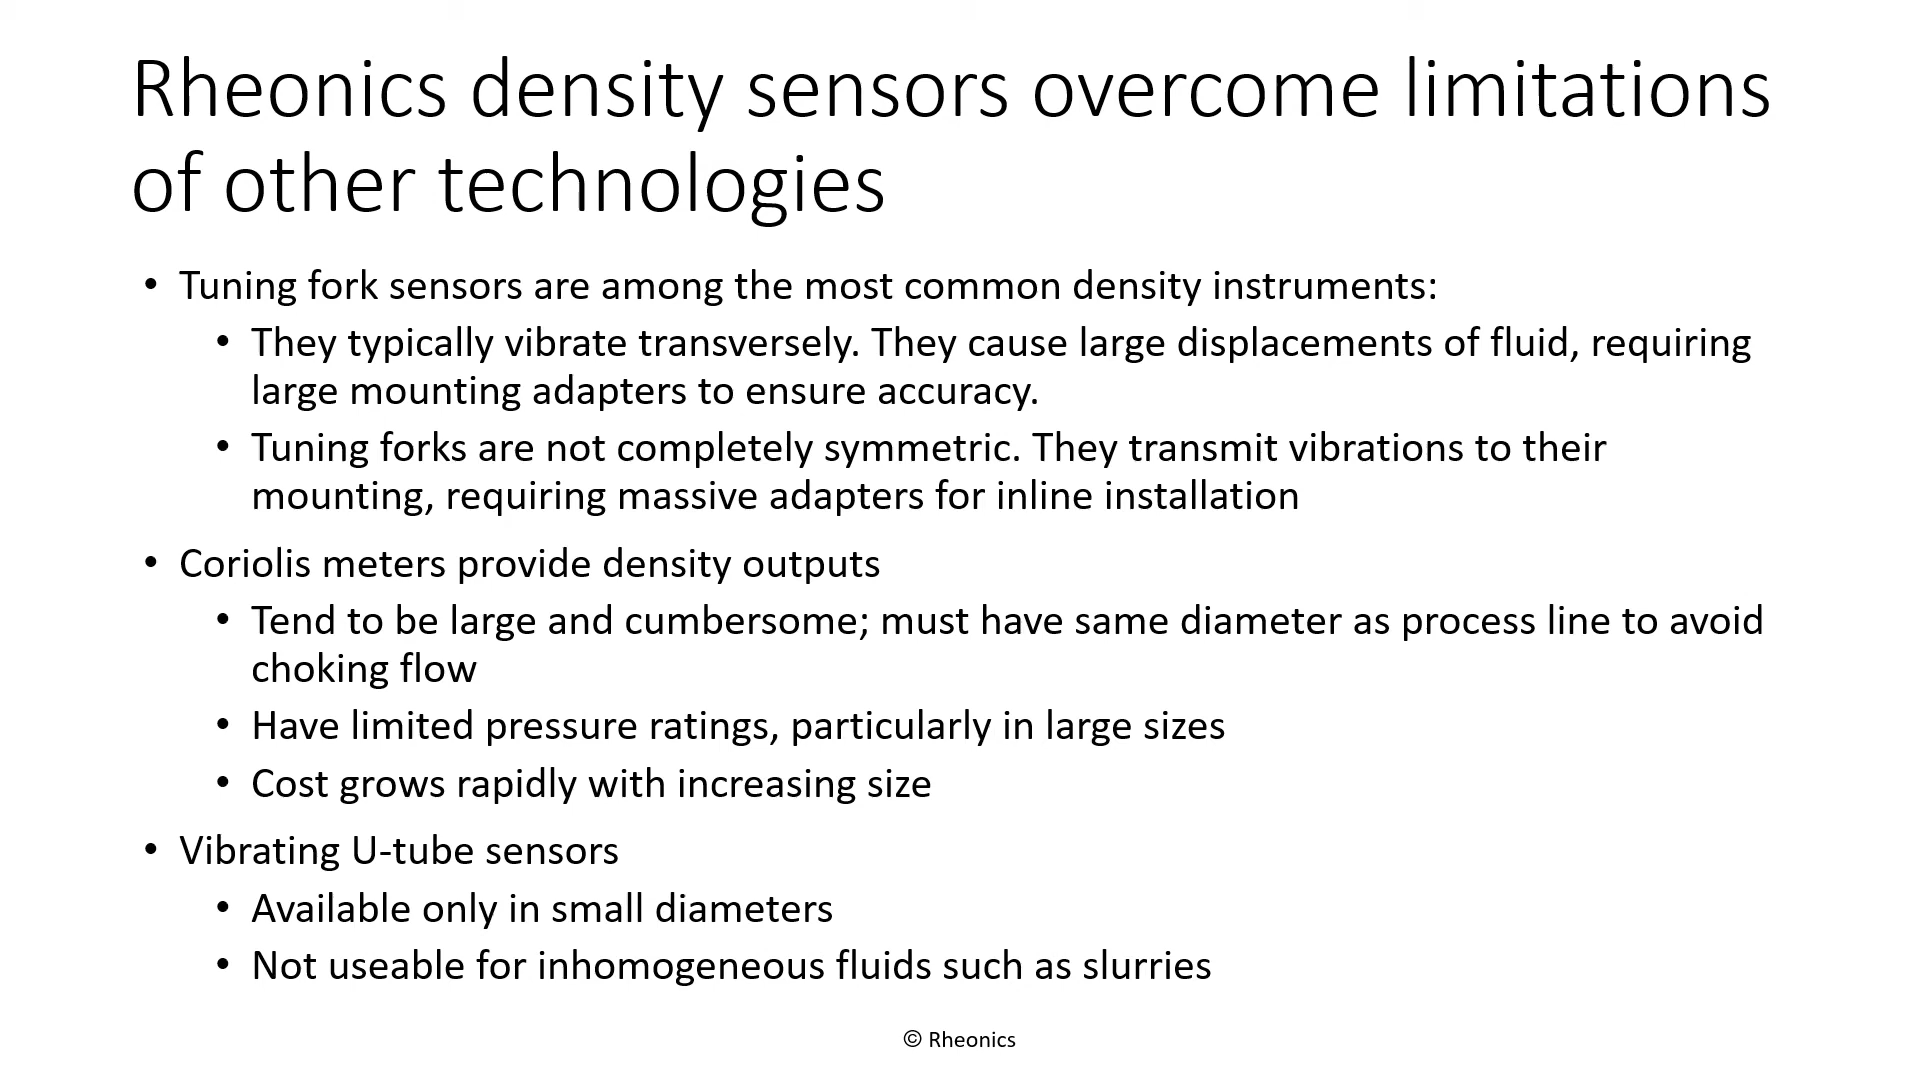 Rheonics density sensors overcome limitations
of other technologies
• Tuning fork sensors are among the most common density instruments:
• They typically vibrate transversely. They cause large displacements of fluid, requiring
large mounting adapters to ensure accuracy.
• Tuning forks are not completely symmetric. They transmit vibrations to their
mounting, requiring massive adapters for inline installation
• Coriolis meters provide density outputs
• Tend to be large and cumbersome; must have same diameter as process line to avoid
choking flow
• Have limited pressure ratings, particularly in large sizes
• Cost grows rapidly with increasing size
• Vibrating U-tube sensors
• Available only in small diameters
• Not useable for inhomogeneous fluids such as slurries
© Rheonics